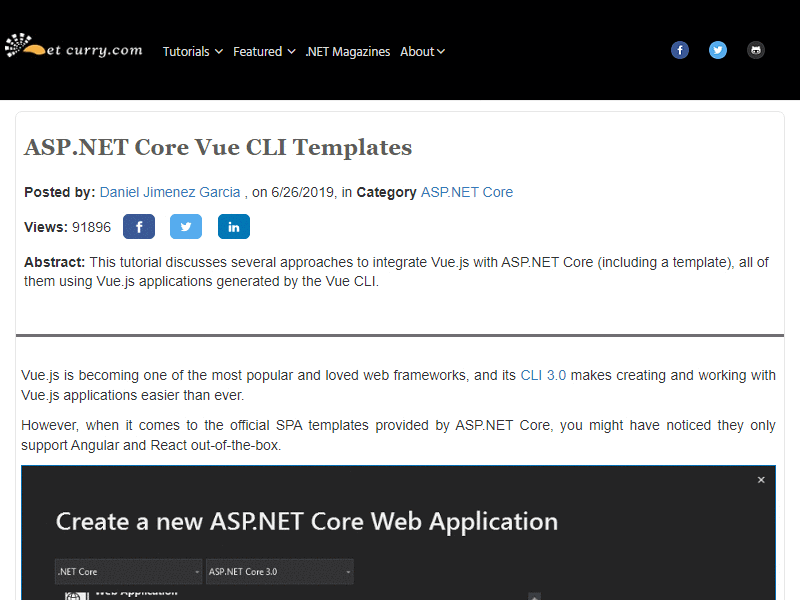 et curry.com
Tutorials Featured .NET Magazines About
ASP.NET Core Vue CLI Templates
Posted by: Daniel Jimenez Garcia , on 6/26/2019, in Category ASP.NET Core
Views: 91896
Abstract: This tutorial discusses several approaches to integrate Vue.js with ASP.NET Core (including a template), all of
them using Vue.js applications generated by the Vue CLI.
Vue.js is becoming one of the most popular and loved web frameworks, and its CLI 3.0 makes creating and working with
Vue.js applications easier than ever.
However, when it comes to the official SPA templates provided by ASP.NET Core, you might have noticed they only
support Angular and React out-of-the-box.
Create a new ASP.NET Core Web Application
.NET Core
ASP.NET Core 3.0
Web Application